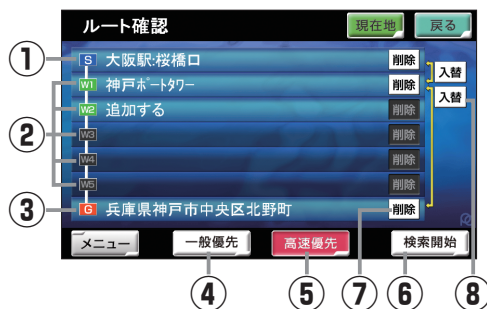 ルート確認 現在地 戻る
① S 大阪駅:桜橋口 削除
W1 神戸ポートタワー 削除 入替
② W2 追加する 削除 入替
W3 削除
W4 削除
W5 削除
③ G 兵庫県神戸市中央区北野町 削除
メニュー 一般優先 高速優先 検索開始
④ ⑤ ⑦ ⑥ ⑧